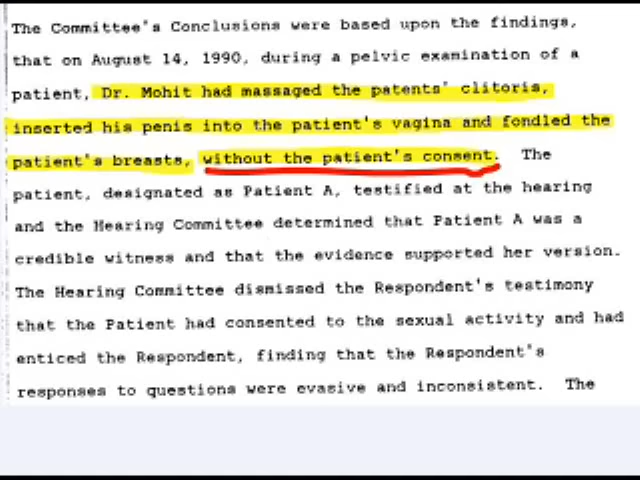 The Committee's Conclusions were based upon the findings,
that on August 14, 1990, during a pelvic examination of a
patient, Dr. Mohit had massaged the patents' clitoris,
inserted his penis into the patient's vagina and fondled the
patient's breasts, without the patient's consent. The
patient, designated as Patient A, testified at the hearing
and the Hearing Committee determined that Patient A was a
credible witness and that the evidence supported her version.
The Hearing Committee dismissed the Respondent's testimony
that the Patient had consented to the sexual activity and had
enticed the Respondent, finding that the Respondent's
responses to questions were evasive and inconsistent. The